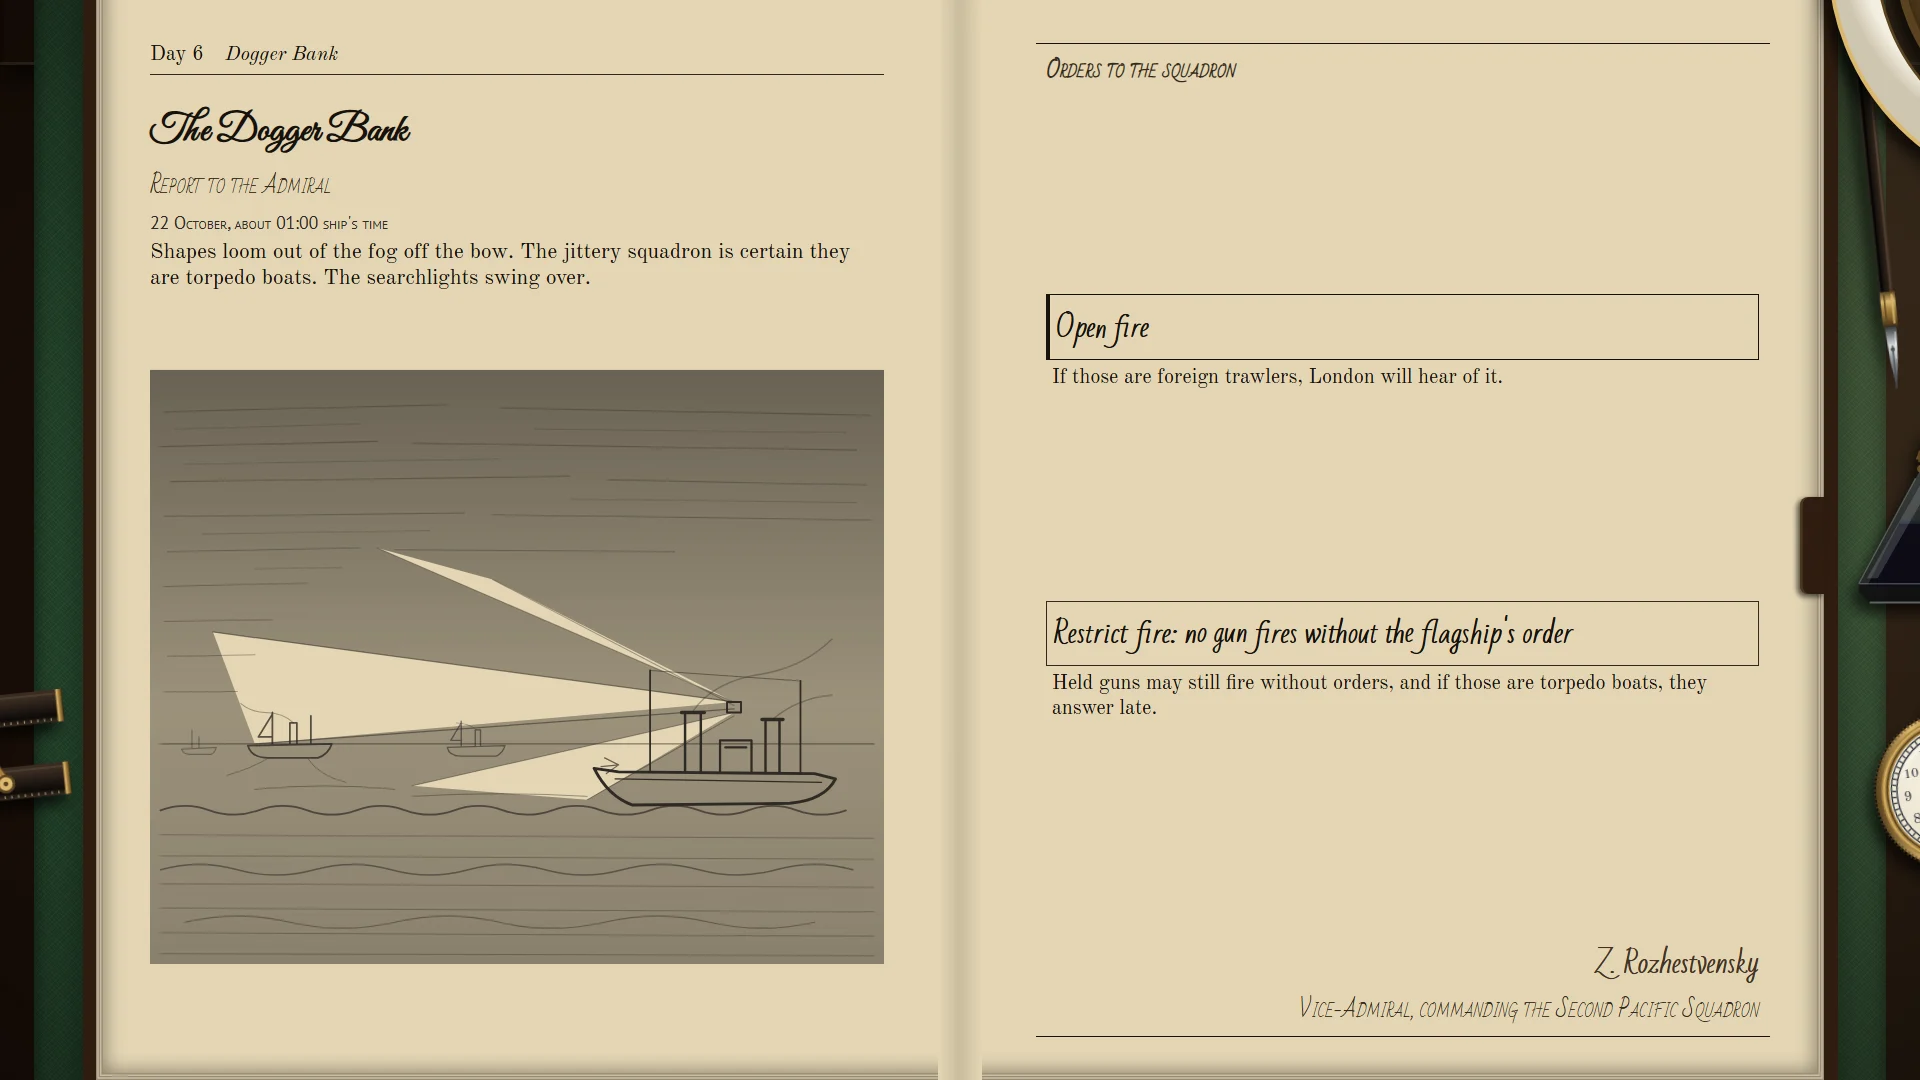 Day 6 Dogger Bank
The Dogger Bank
Report to the Admiral
22 October, about 01:00 ship's time
Shapes loom out of the fog off the bow. The jittery squadron is certain they
are torpedo boats. The searchlights swing over.
Orders to the squadron
Open fire
If those are foreign trawlers, London will hear of it.
Restrict fire: no gun fires without the flagship's order
Held guns may still fire without orders, and if those are torpedo boats, they
answer late.
Z. Rozhestvensky
Vice-Admiral, commanding the Second Pacific Squadron
10
9
8